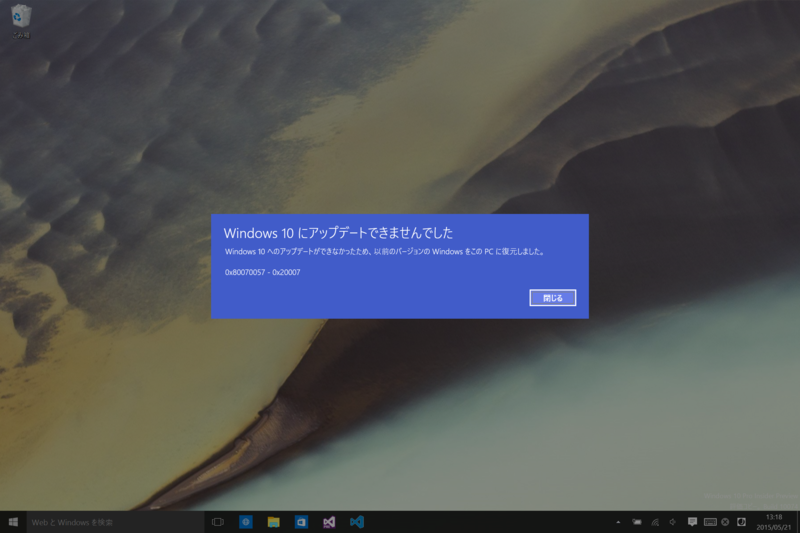 ごみ箱
Windows 10 にアップデートできませんでした
Windows 10 へのアップデートができなかったため、以前のバージョンの Windows をこの PC に復元しました。
0x80070057 - 0x20007
閉じる
Web と Windows を検索
13:18
2015/05/21